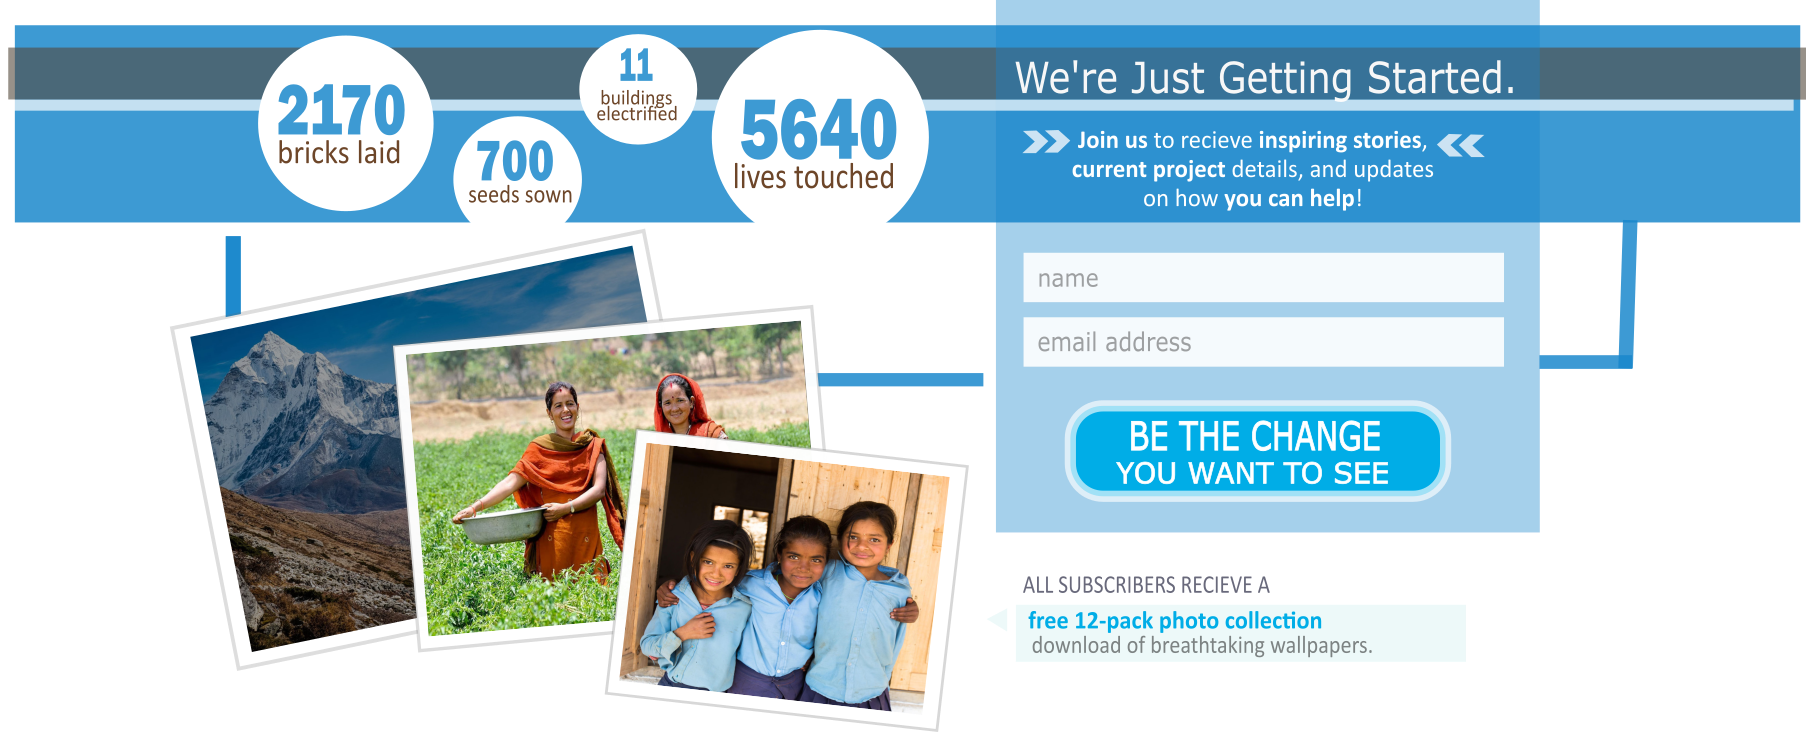 2170
bricks laid
700
seeds sown
11
buildings
electrified
5640
lives touched
We're Just Getting Started.
Join us to recieve inspiring stories,
current project details, and updates
on how you can help!
name
email address
BE THE CHANGE
YOU WANT TO SEE
ALL SUBSCRIBERS RECIEVE A
free 12-pack photo collection
download of breathtaking wallpapers.